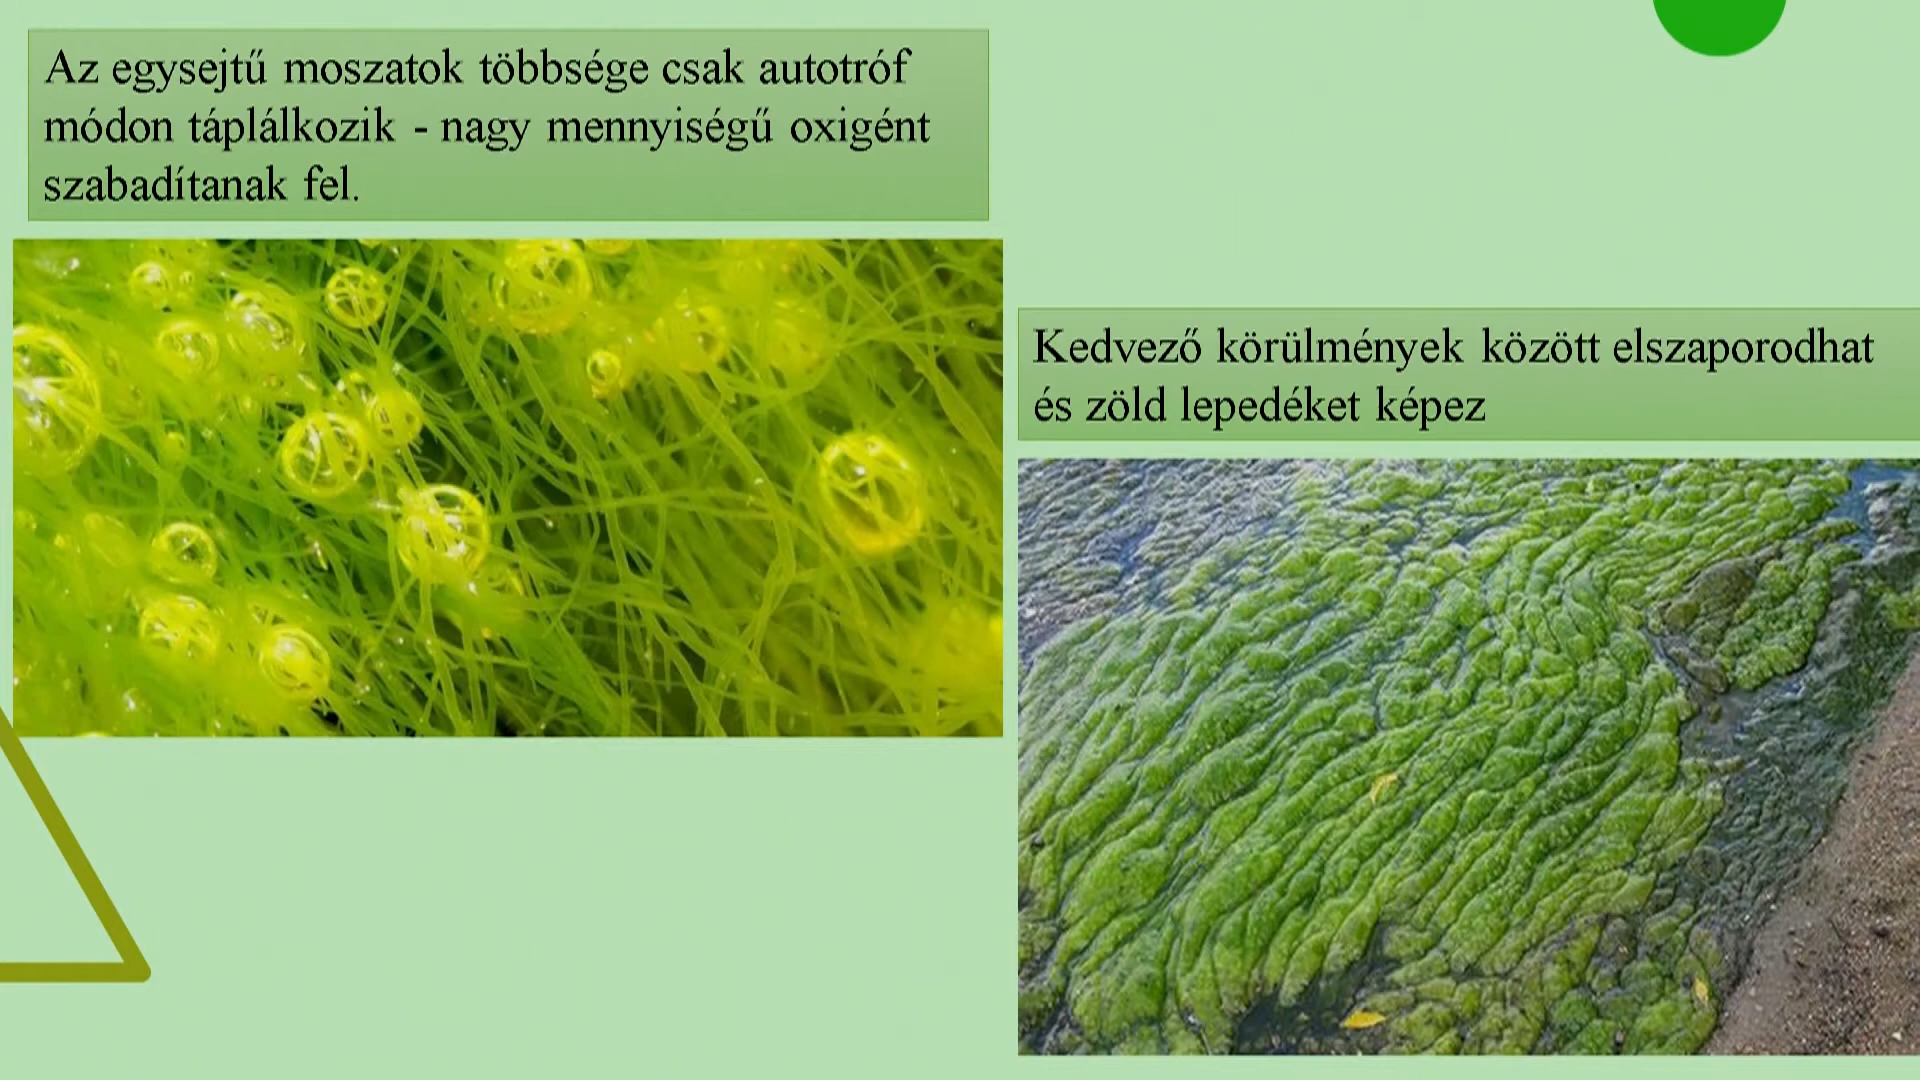 Az egysejtű moszatok többsége csak autotróf
módon táplálkozik - nagy mennyiségű oxigént
szabadítanak fel.
Kedvező körülmények között elszaporodhat
és zöld lepedéket képez